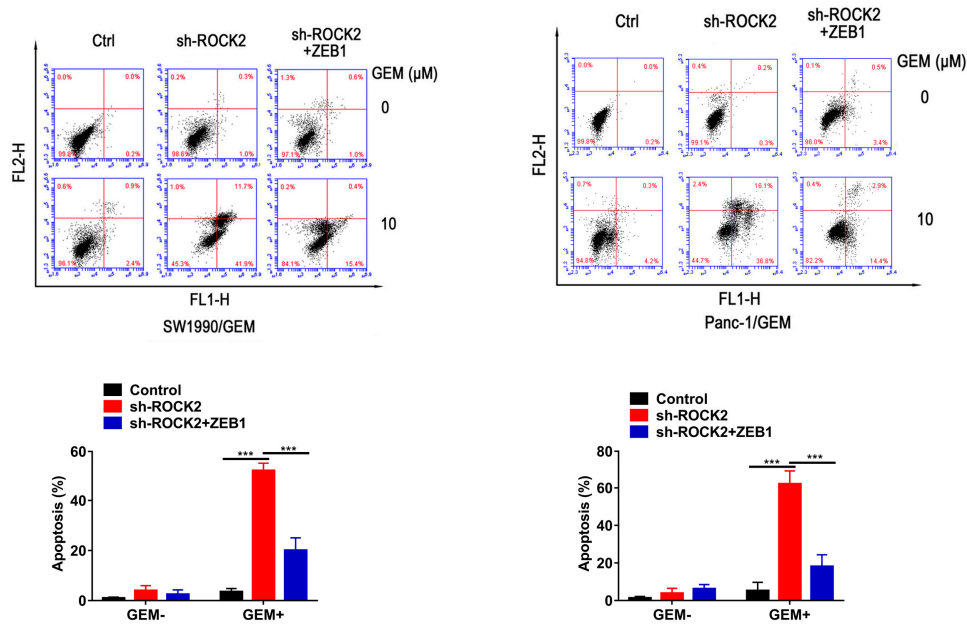 Ctrl
sh-ROCK2
sh-ROCK2
+ZEB1
GEM (μM)
0.0%
0.0%
99.8%
0.2%
0.2%
0.3%
98.6%
1.0%
1.3%
0.6%
97.1%
1.0%
0
0.6%
0.9%
96.1%
2.4%
1.0%
11.7%
45.3%
41.9%
0.2%
0.4%
84.1%
15.4%
10
FL2-H
FL1-H
SW1990/GEM
Ctrl
sh-ROCK2
sh-ROCK2
+ZEB1
GEM (μM)
0.0%
0.0%
99.8%
0.2%
0.4%
0.2%
99.1%
0.3%
0.1%
0.5%
96.0%
3.4%
0
0.7%
0.3%
94.8%
4.2%
2.4%
16.1%
44.7%
36.8%
0.4%
2.9%
82.2%
14.4%
10
FL2-H
FL1-H
Panc-1/GEM
Control
sh-ROCK2
sh-ROCK2+ZEB1
Apoptosis (%)
60
40
20
0
***
***
GEM-
GEM+
Control
sh-ROCK2
sh-ROCK2+ZEB1
Apoptosis (%)
80
60
40
20
0
***
***
GEM-
GEM+